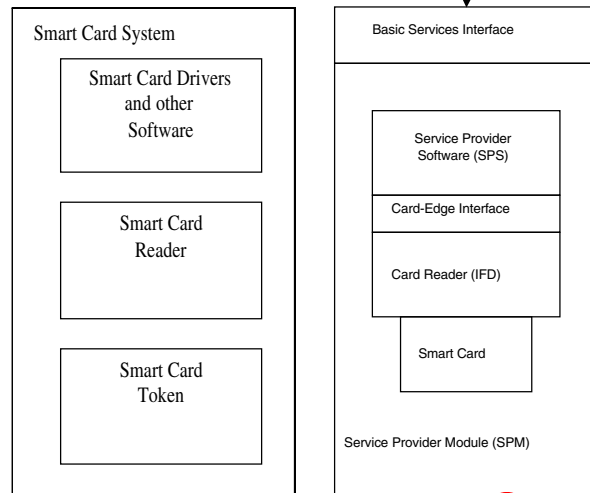 Smart Card System
Smart Card Drivers
and other
Software
Smart Card
Reader
Smart Card
Token
Basic Services Interface
Service Provider
Software (SPS)
Card-Edge Interface
Card Reader (IFD)
Smart Card
Service Provider Module (SPM)